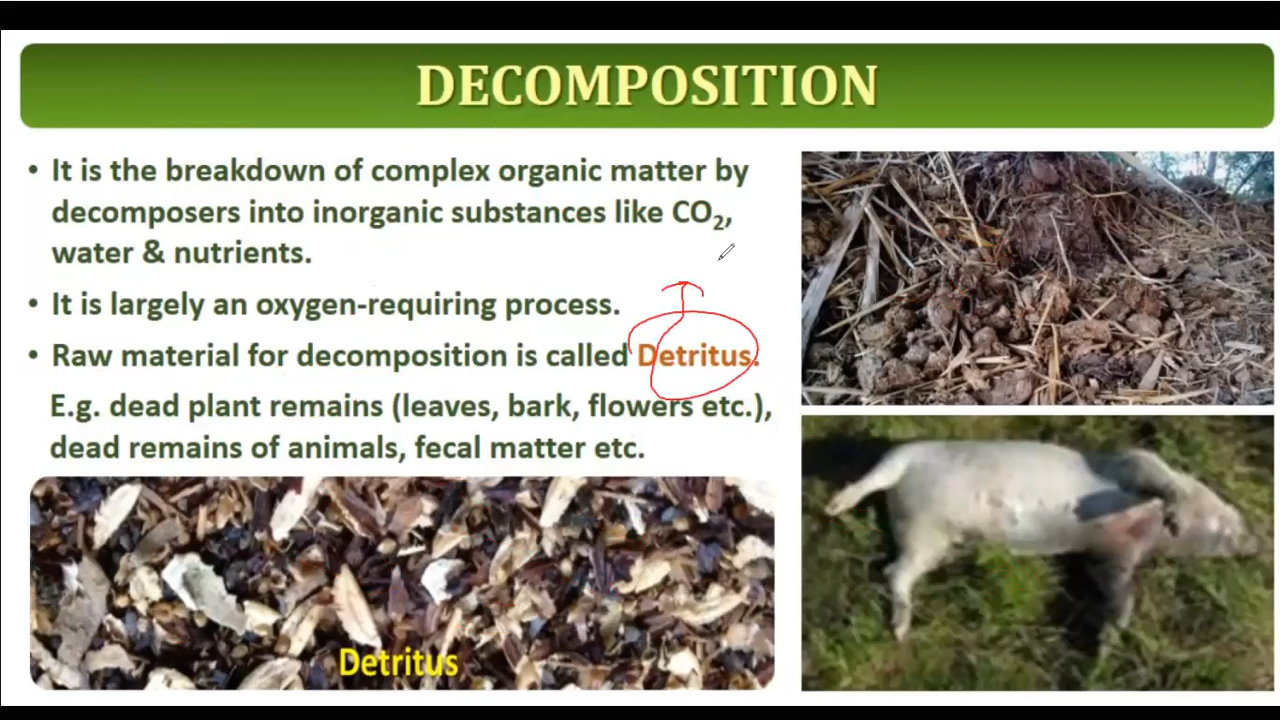 DECOMPOSITION
• It is the breakdown of complex organic matter by
decomposers into inorganic substances like CO₂,
water & nutrients.
• It is largely an oxygen-requiring process.
• Raw material for decomposition is called Detritus.
E.g. dead plant remains (leaves, bark, flowers etc.),
dead remains of animals, fecal matter etc.
Detritus